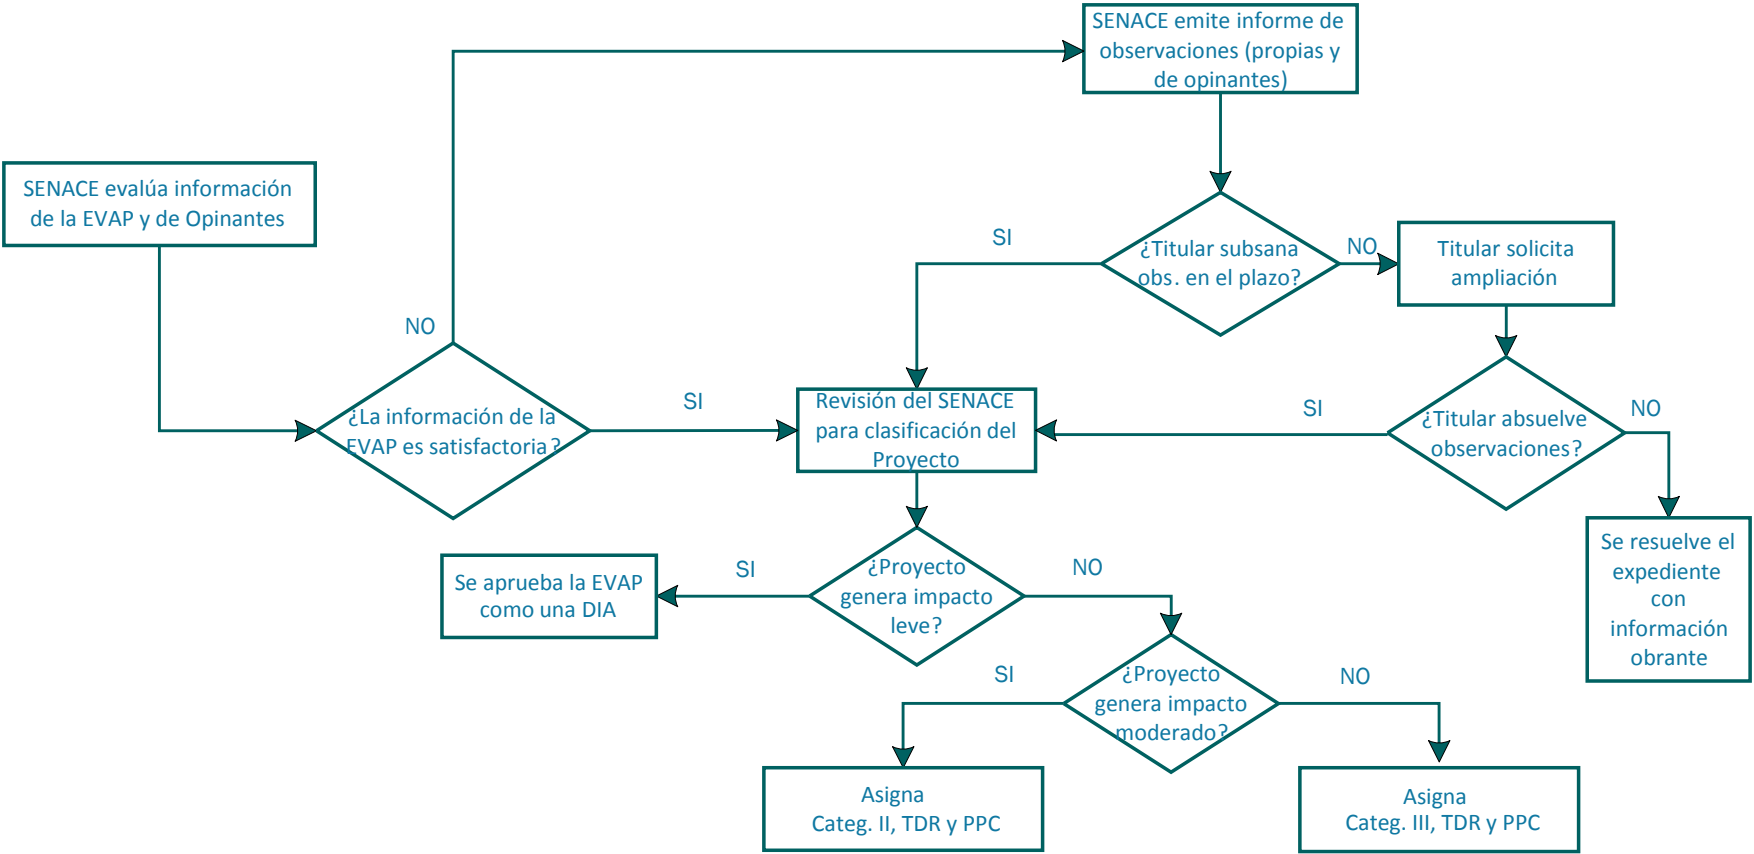 SENACE emite informe de
observaciones (propias y
de opinantes)
SENACE evalúa información
de la EVAP y de Opinantes
SI
¿Titular subsana
obs. en el plazo?
NO
Titular solicita
ampliación
NO
¿La información de la
EVAP es satisfactoria?
SI
Revisión del SENACE
para clasificación del
Proyecto
SI
¿Titular absuelve
observaciones?
NO
Se resuelve el
expediente
con
información
obrante
Se aprueba la EVAP
como una DIA
SI
¿Proyecto
genera impacto
leve?
NO
SI
¿Proyecto
genera impacto
moderado?
NO
Asigna
Categ. II, TDR y PPC
Asigna
Categ. III, TDR y PPC